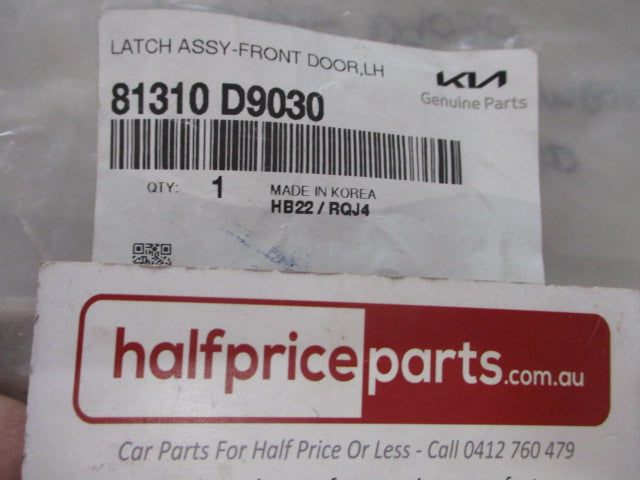 LATCH ASSY-FRONT DOOR,LH
KIA
81310 D9030
Genuine Parts
QTY: 1 MADE IN KOREA
HB22 / RQJ4
halfpriceparts.com.au
Car Parts For Half Price Or Less - Call 0412 760 479